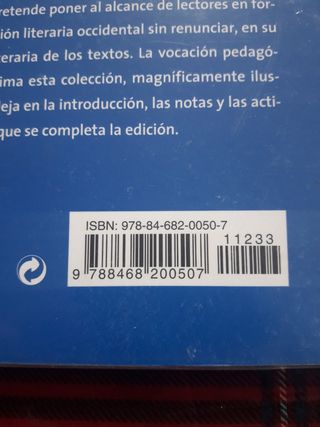 retende poner al alcance de lectores en for-
ión literaria occidental sin renunciar, en su
eraria de los textos. La vocación pedagó-
ima esta colección, magníficamente ilus-
leja en la introducción, las notas y las acti-
que se completa la edición.
ISBN: 978-84-682-0050-7
11233
9 788468 200507